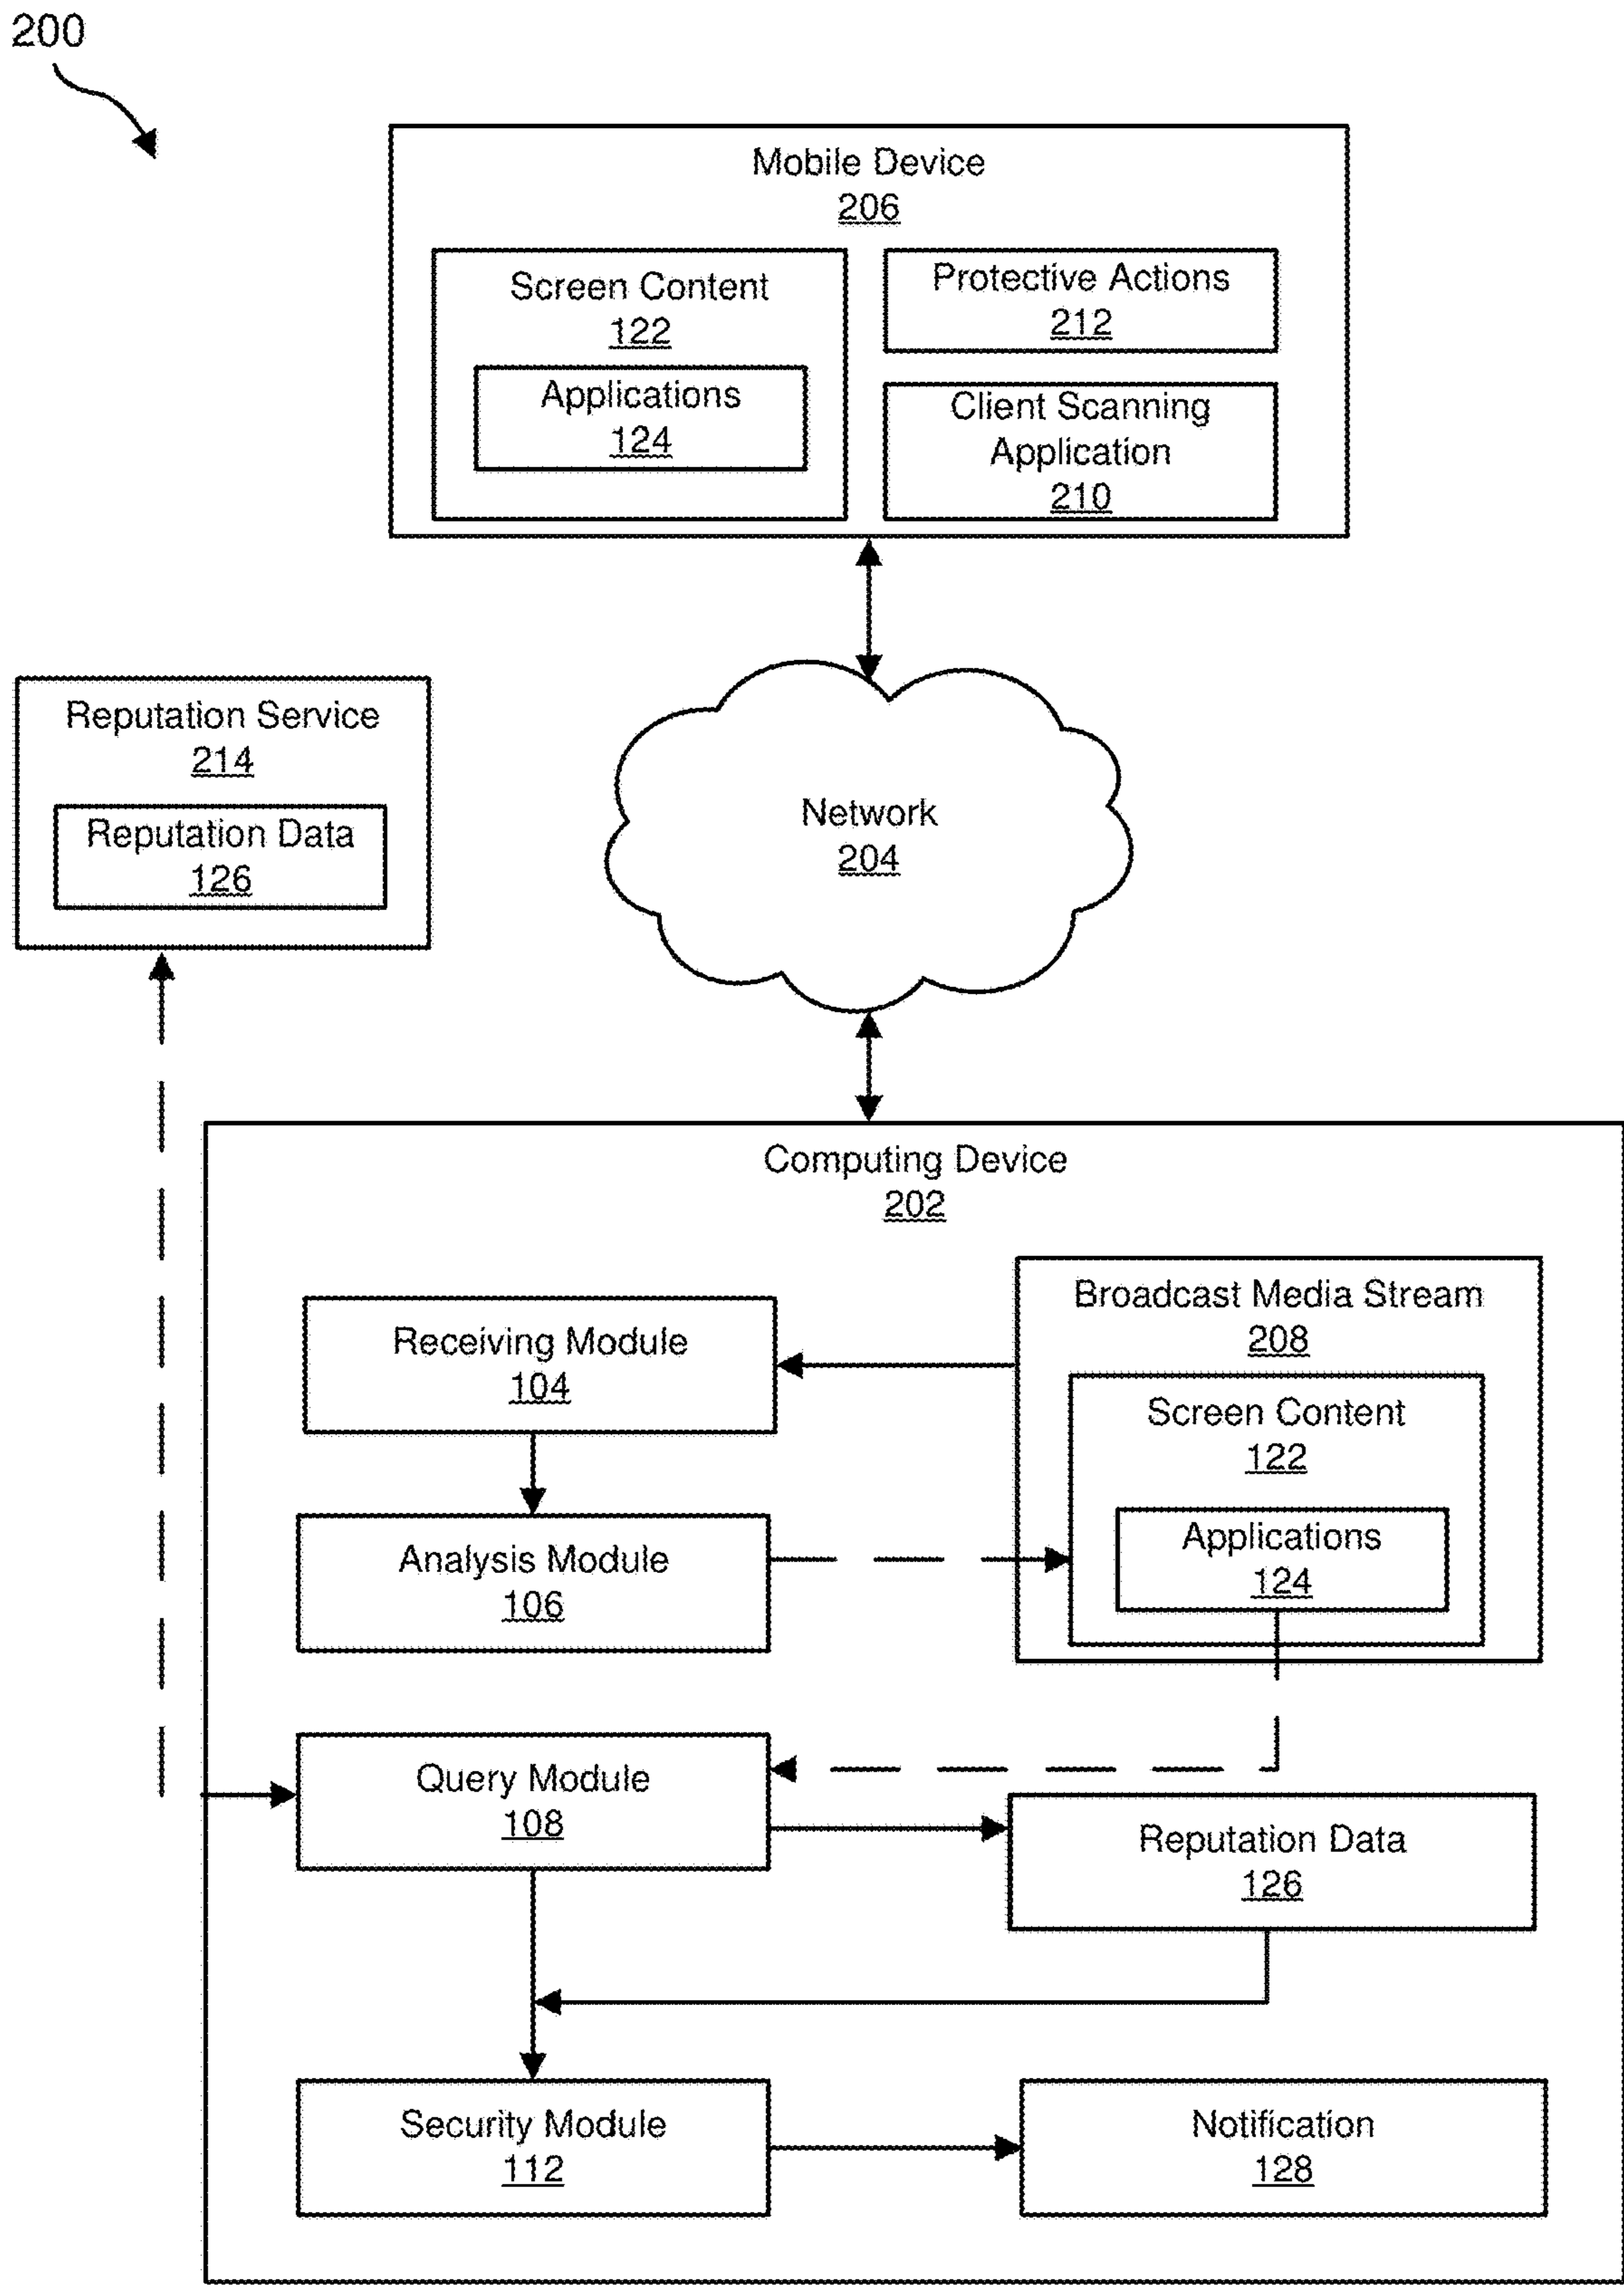 200
Mobile Device
206
Screen Content
122
Applications
124
Protective Actions
212
Client Scanning
Application
210
Reputation Service
214
Reputation Data
126
Network
204
Computing Device
202
Receiving Module
104
Broadcast Media Stream
208
Screen Content
122
Applications
124
Analysis Module
106
Query Module
108
Reputation Data
126
Security Module
112
Notification
128